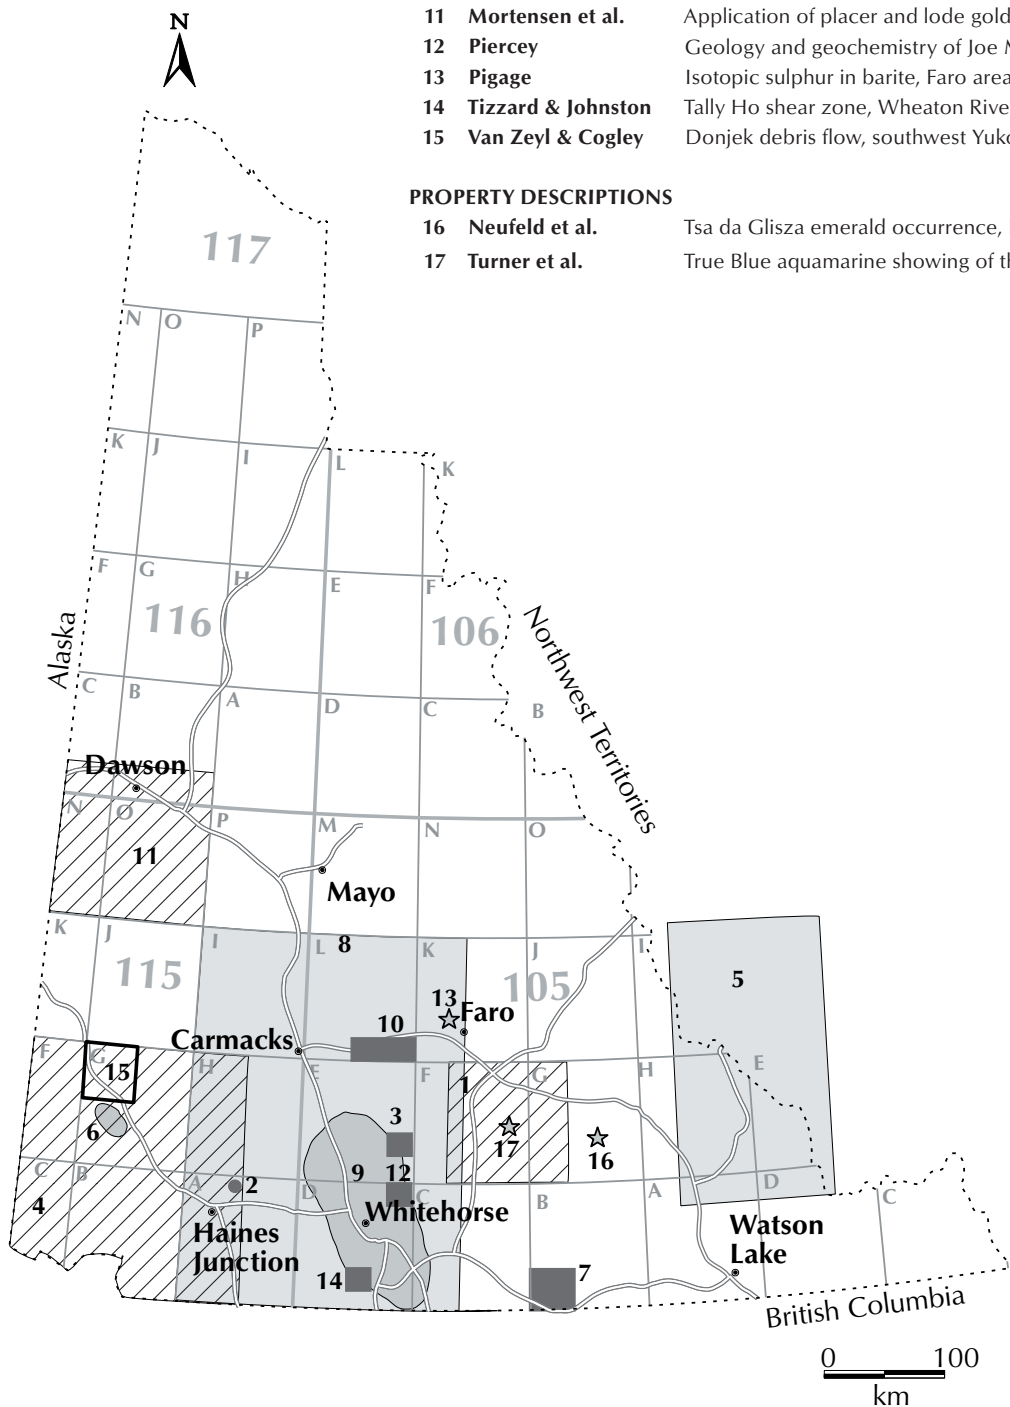 11 Mortensen et al. Application of placer and lode gold
N
12 Piercey Geology and geochemistry of Joe
13 Pigage Isotopic sulphur in barite, Faro area
14 Tizzard & Johnston Tally Ho shear zone, Wheaton
15 Van Zeyl & Cogley Donjek debris flow, southwest
PROPERTY DESCRIPTIONS
16 Neufeld et al. Tsa da Glisza emerald occurrence,
17 Turner et al. True Blue aquamarine showing of
117
N O P
K J I L K
F G H E F
116 106
Alaska
Northwest Territories
C B A D C B
Dawson
N O P M N O
11
Mayo
K J I L 8 K J I
115 105
5
13 Faro
10
Carmacks
F G H E F 1 G H E
15
3
6
17
16
C B A 2 D 9 12 C B A D C
4
Whitehorse
Haines
Junction
Watson
Lake
14
7
British Columbia
0 100
km